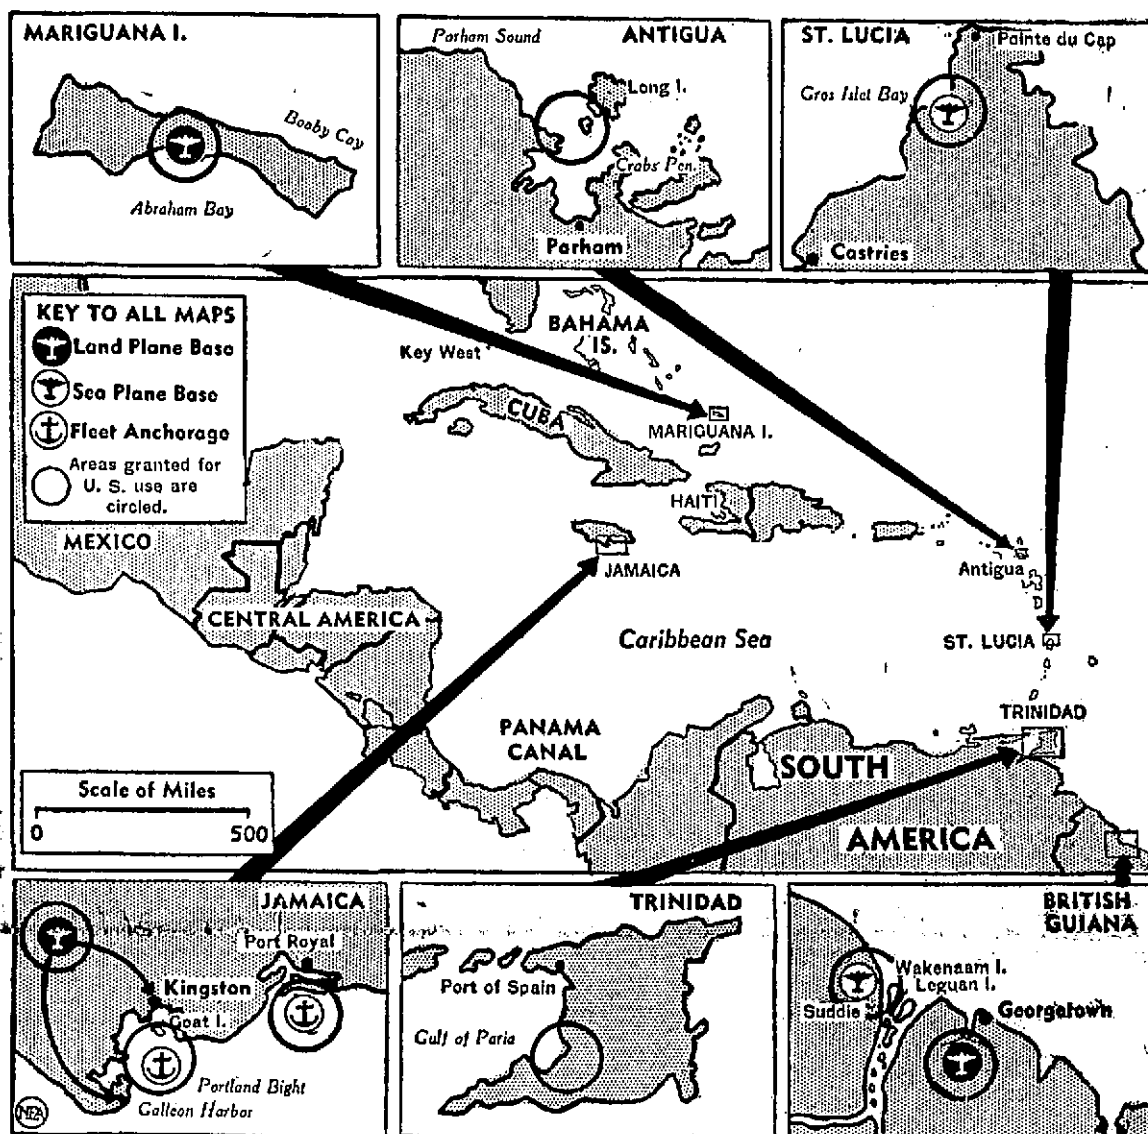 MARIGUANA I.
Booby Cay
Abraham Bay
Parham Sound
ANTIGUA
Long I.
Crabs Pen.
Parham
ST. LUCIA
Pointe du Cap
Gros Islet Bay
Castries
KEY TO ALL MAPS
Land Plane Base
Sea Plane Base
Fleet Anchorage
Areas granted for
U. S. use are
circled.
BAHAMA
IS.
Key West
CUBA
MARIGUANA I.
HAITI
MEXICO
JAMAICA
Antigua
CENTRAL AMERICA
Caribbean Sea
ST. LUCIA
TRINIDAD
PANAMA
CANAL
SOUTH
AMERICA
Scale of Miles
0 500
JAMAICA
Port Royal
Kingston
Goat I.
Portland Bight
Galleon Harbor
NEA
TRINIDAD
Port of Spain
Gulf of Paria
BRITISH
GUIANA
Wakenaam I.
Leguan I.
Suddie
Georgetown